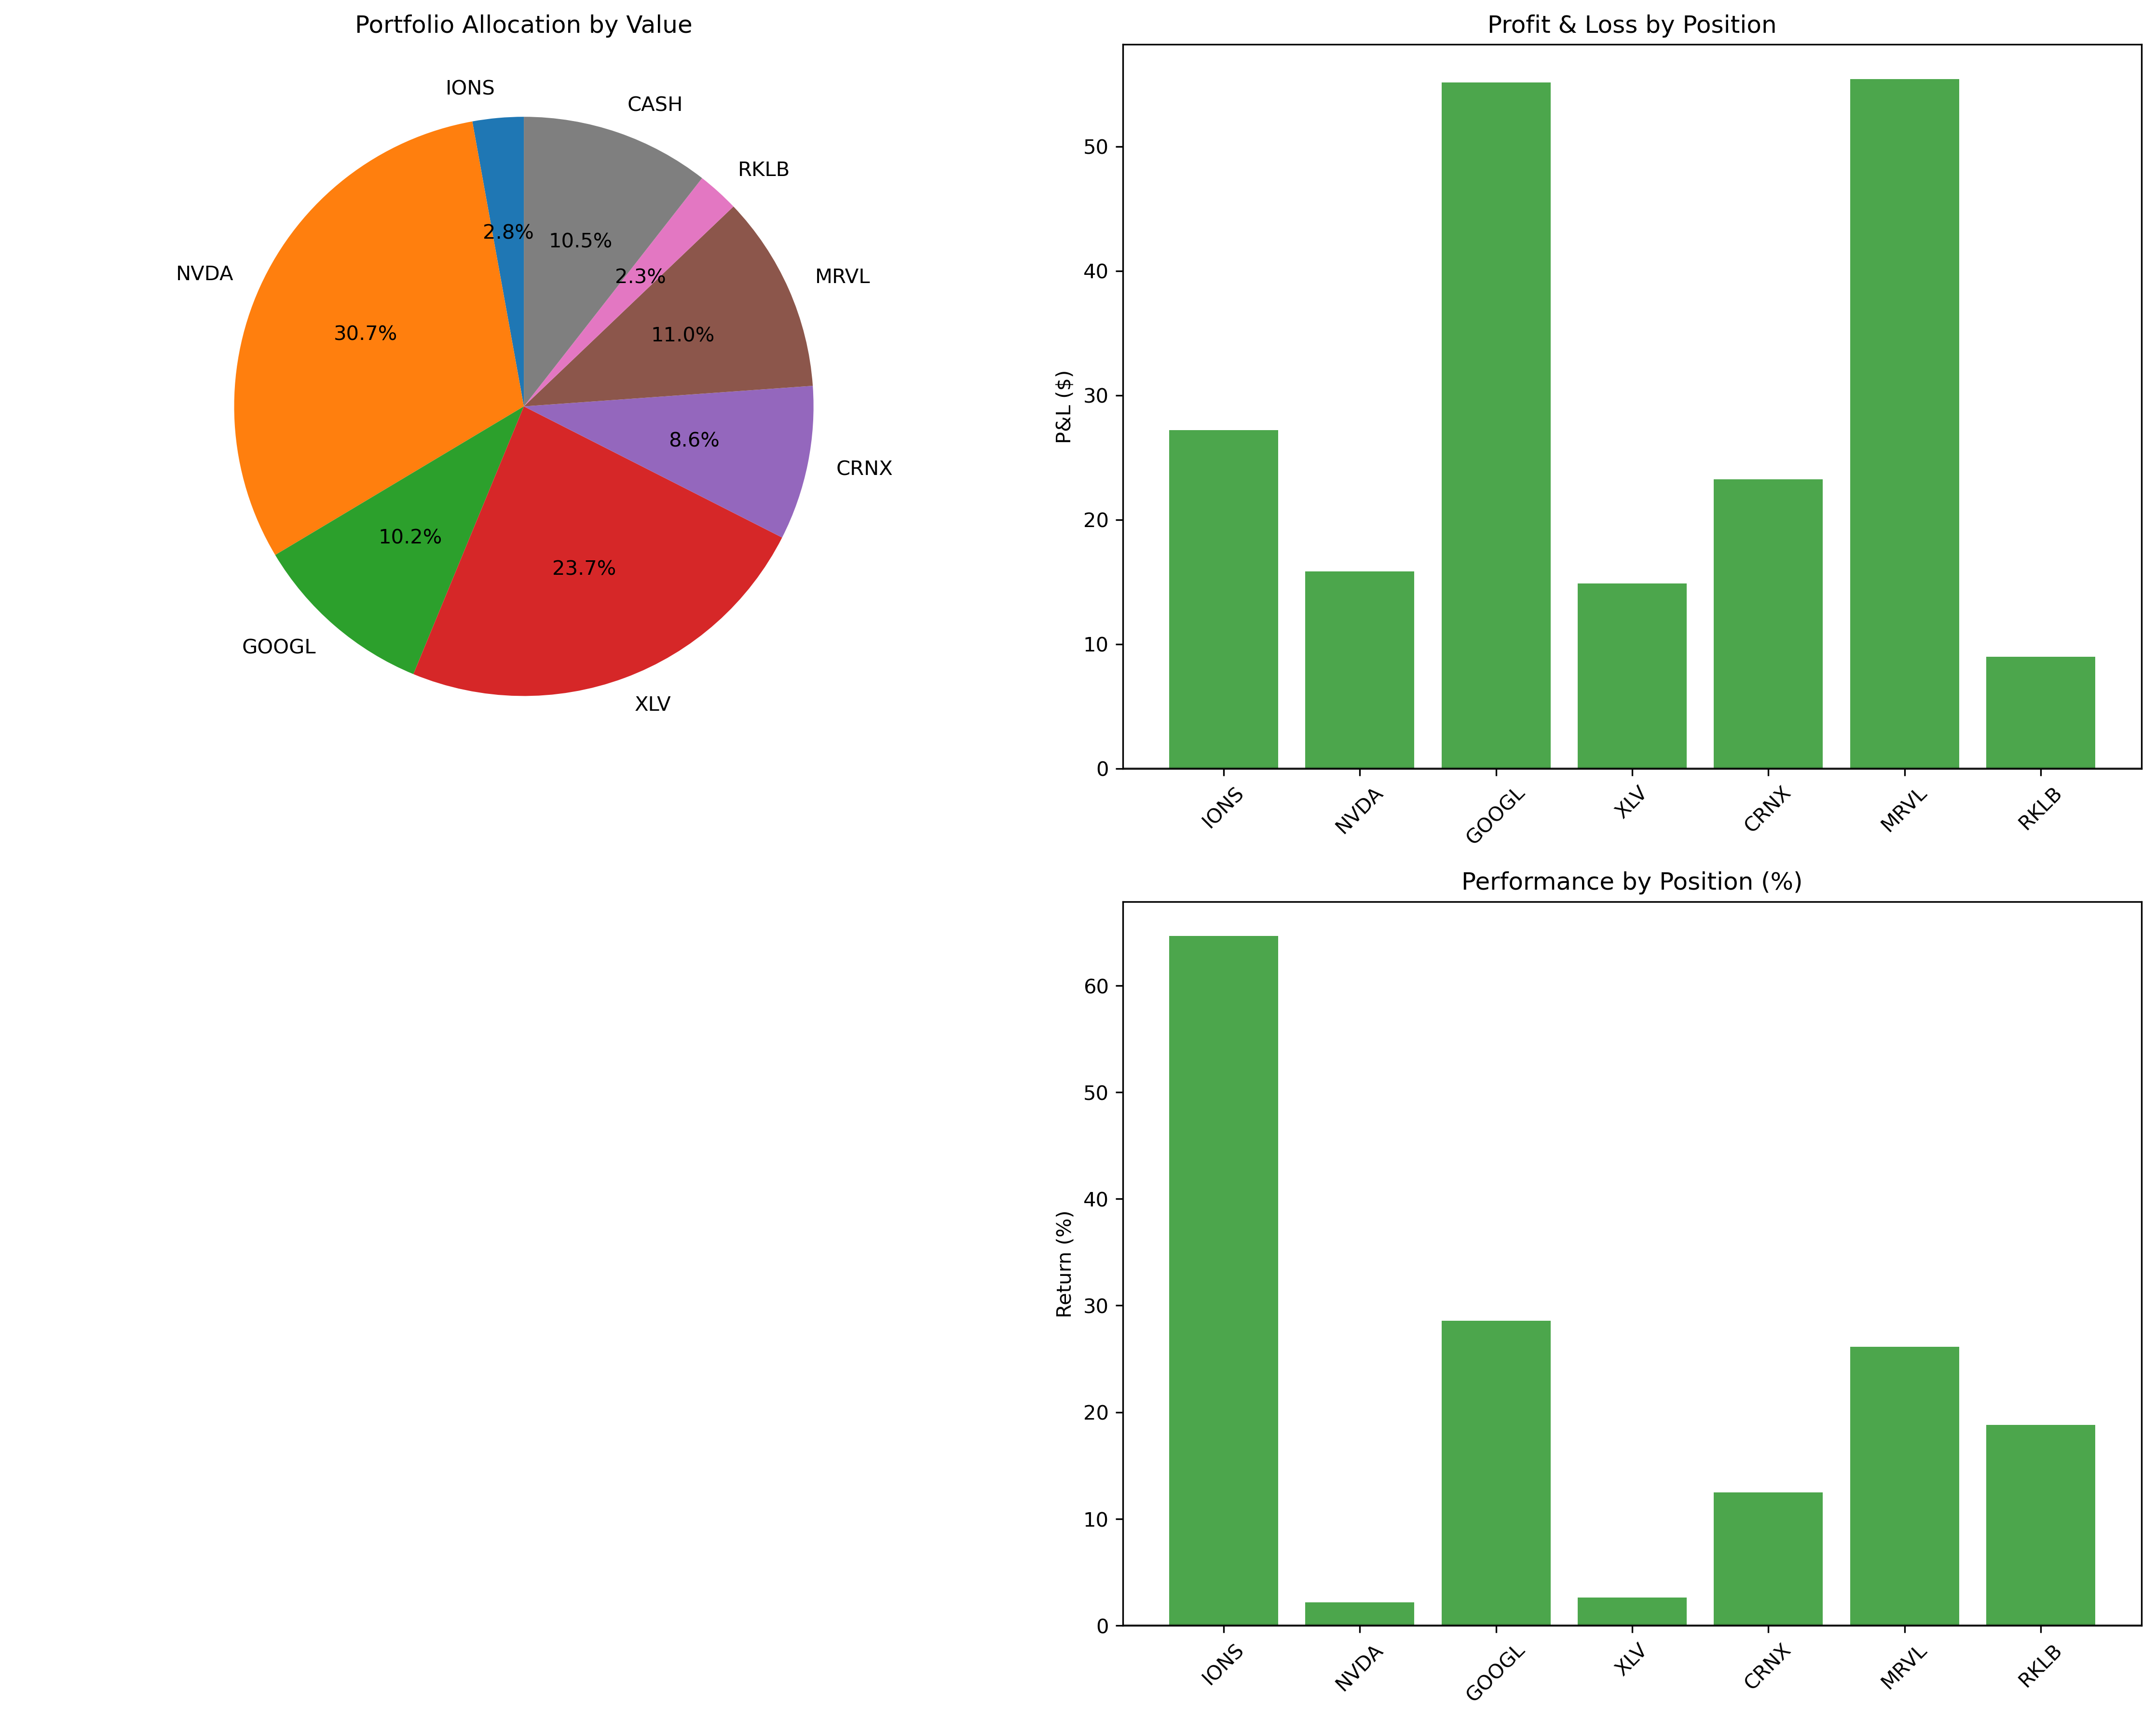 Portfolio Allocation by Value
IONS
CASH
RKLB
NVDA
MRVL
CRNX
GOOGL
XLV
2.8%
10.5%
2.3%
30.7%
11.0%
8.6%
10.2%
23.7%
Profit & Loss by Position
P&L ($)
50
40
30
20
10
0
IONS
NVDA
GOOGL
XLV
CRNX
MRVL
RKLB
Performance by Position (%)
Return (%)
60
50
40
30
20
10
0
IONS
NVDA
GOOGL
XLV
CRNX
MRVL
RKLB